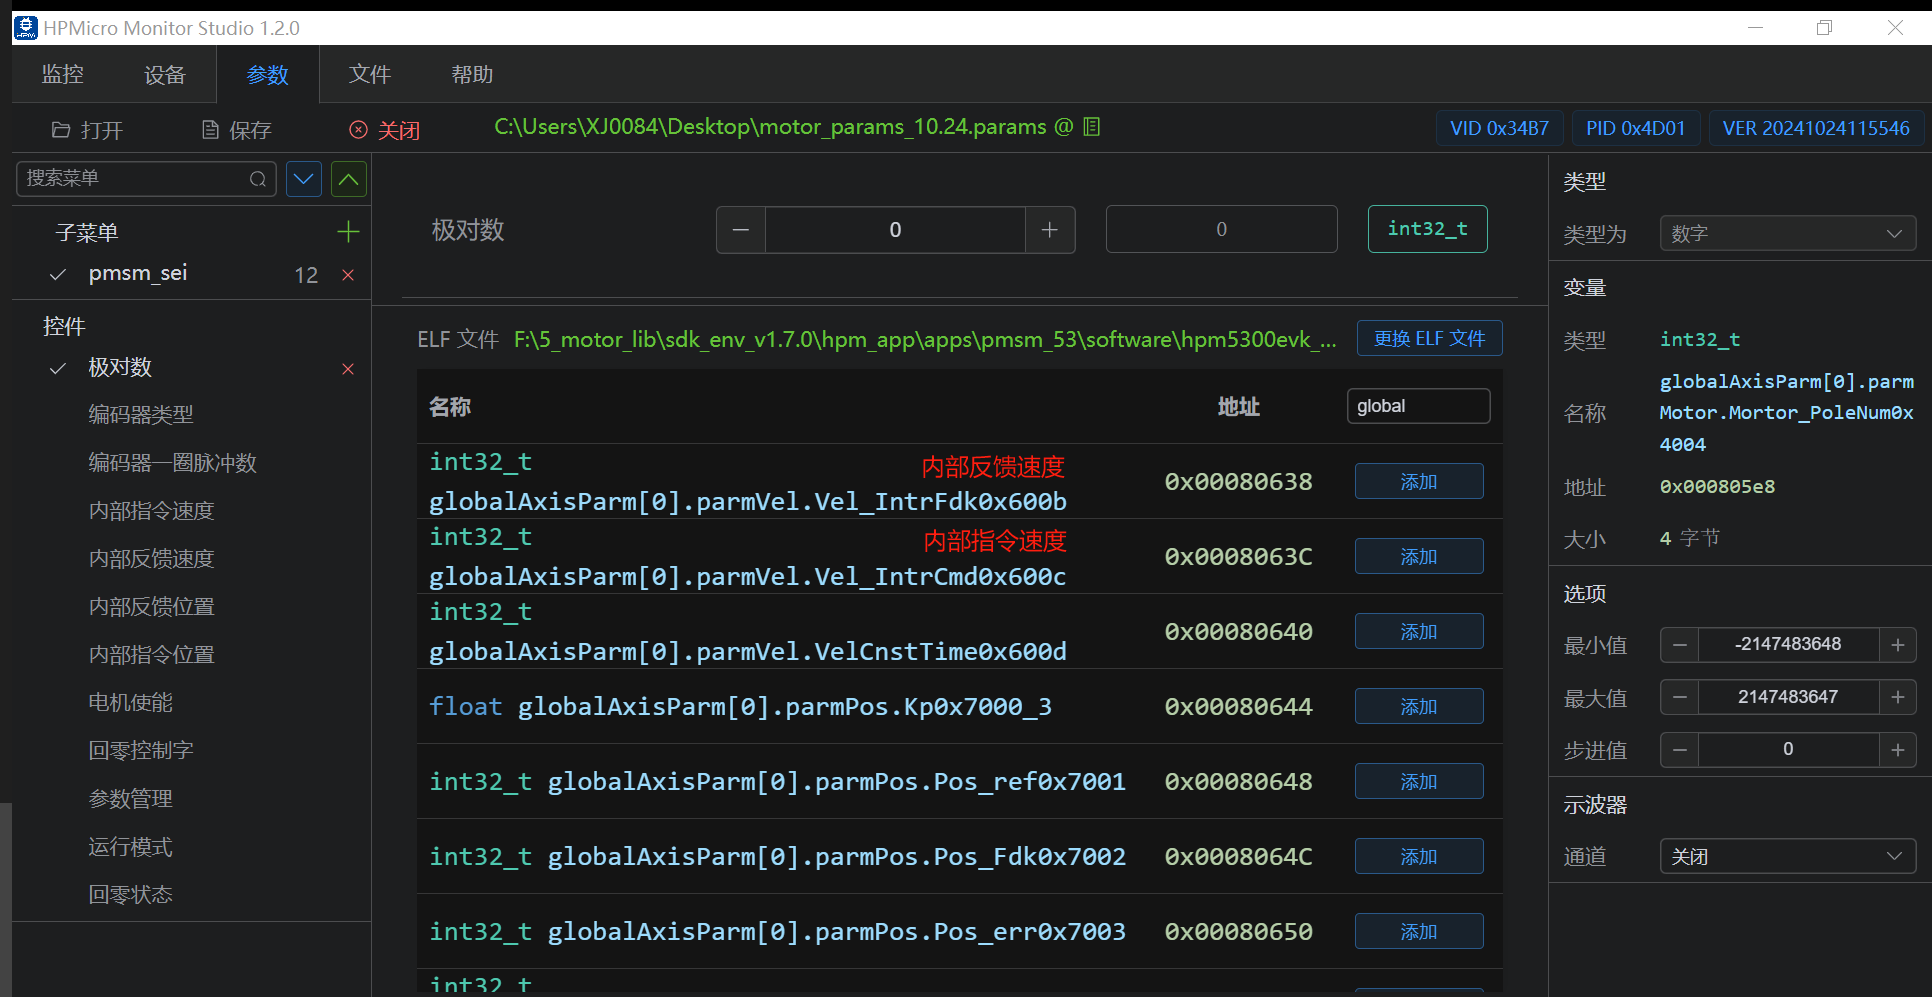 HPMicro Monitor Studio 1.2.0
监控 设备 参数 文件 帮助
打开 保存 关闭 C:\Users\XJ0084\Desktop\motor_params_10.24.params @ VID 0x34B7 PID 0x4D01 VER 20241024115546
搜索菜单
子菜单
pmsm_sei 12
控件
极对数
编码器类型
编码器一圈脉冲数
内部指令速度
内部反馈速度
内部反馈位置
内部指令位置
电机使能
回零控制字
参数管理
运行模式
回零状态
极对数 0 0 int32_t
ELF 文件 F:\5_motor_lib\sdk_env_v1.7.0\hpm_app\apps\pmsm_53\software\hpm5300evk_... 更换 ELF 文件
名称 地址 global
int32_t 内部反馈速度
globalAxisParm[0].parmVel.Vel_IntrFdk0x600b 0x00080638 添加
int32_t 内部指令速度
globalAxisParm[0].parmVel.Vel_IntrCmd0x600c 0x0008063C 添加
int32_t
globalAxisParm[0].parmVel.VelCnstTime0x600d 0x00080640 添加
float globalAxisParm[0].parmPos.Kp0x7000_3 0x00080644 添加
int32_t globalAxisParm[0].parmPos.Pos_ref0x7001 0x00080648 添加
int32_t globalAxisParm[0].parmPos.Pos_Fdk0x7002 0x0008064C 添加
int32_t globalAxisParm[0].parmPos.Pos_err0x7003 0x00080650 添加
int32_t
类型
类型为 数字
变量
类型 int32_t
名称 globalAxisParm[0].parm
Motor.Mortor_PoleNum0x
4004
地址 0x000805e8
大小 4 字节
选项
最小值 -2147483648
最大值 2147483647
步进值 0
示波器
通道 关闭